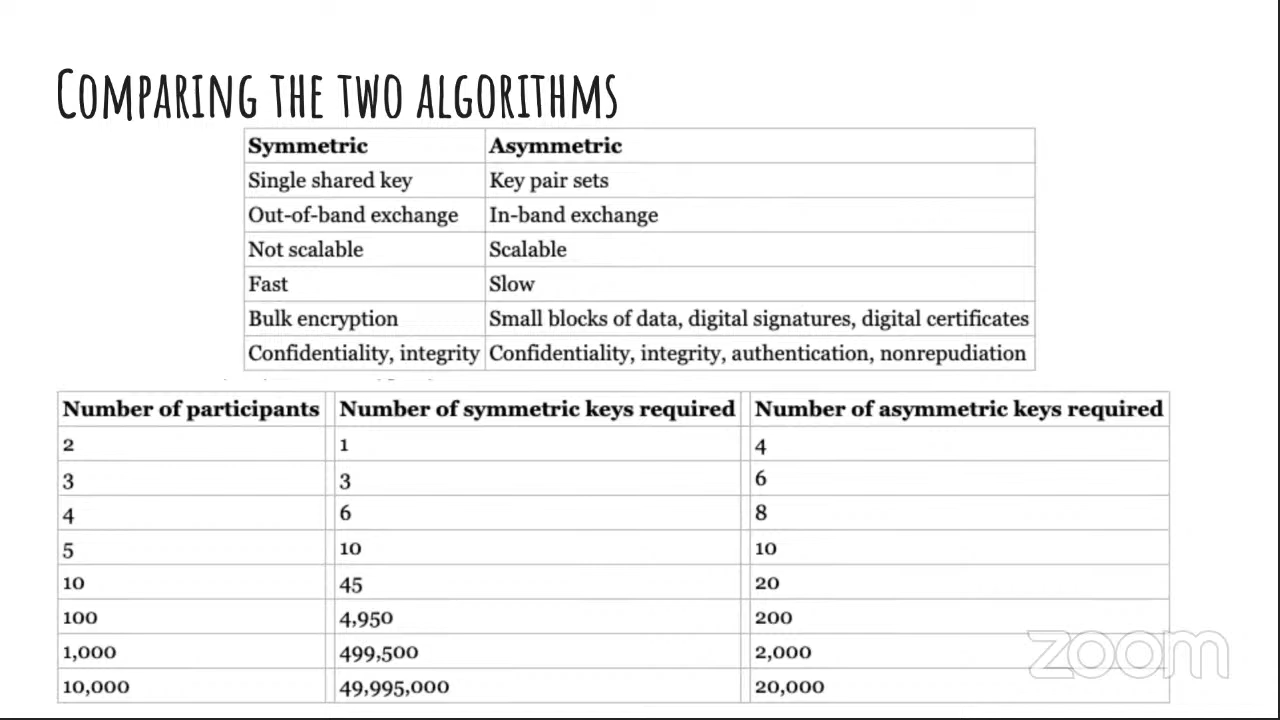 Comparing the two algorithms
Symmetric Asymmetric
Single shared key Key pair sets
Out-of-band exchange In-band exchange
Not scalable Scalable
Fast Slow
Bulk encryption Small blocks of data, digital signatures, digital certificates
Confidentiality, integrity Confidentiality, integrity, authentication, nonrepudiation
Number of participants Number of symmetric keys required Number of asymmetric keys required
2 1 4
3 3 6
4 6 8
5 10 10
10 45 20
100 4,950 200
1,000 499,500 2,000
10,000 49,995,000 20,000
zoom